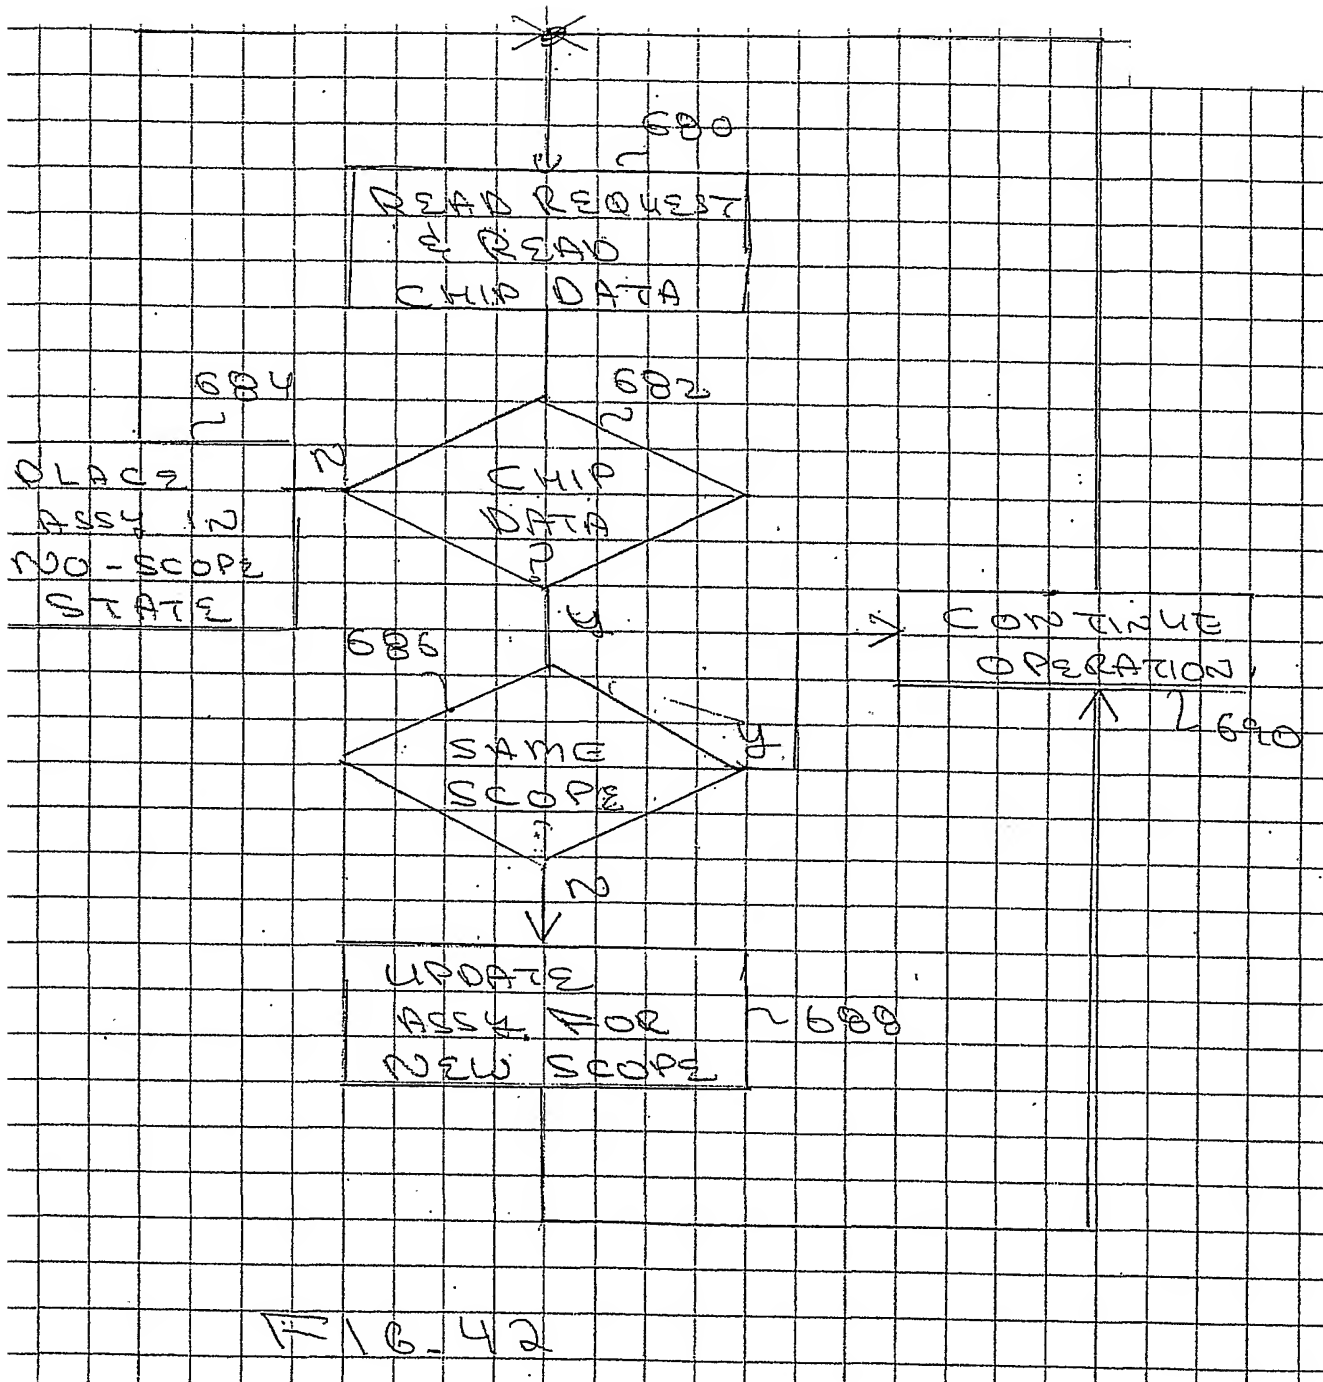 680
READ REQUEST
& READ
CHIP DATA
684
682
PLACE
ASSY IN
NO-SCOPE
STATE
N
CHIP
DATA
?
Y
CONTINUE
OPERATION
690
686
SAME
SCOPE
?
Y
N
UPDATE
ASSY. FOR
NEW SCOPE
688
FIG. 42